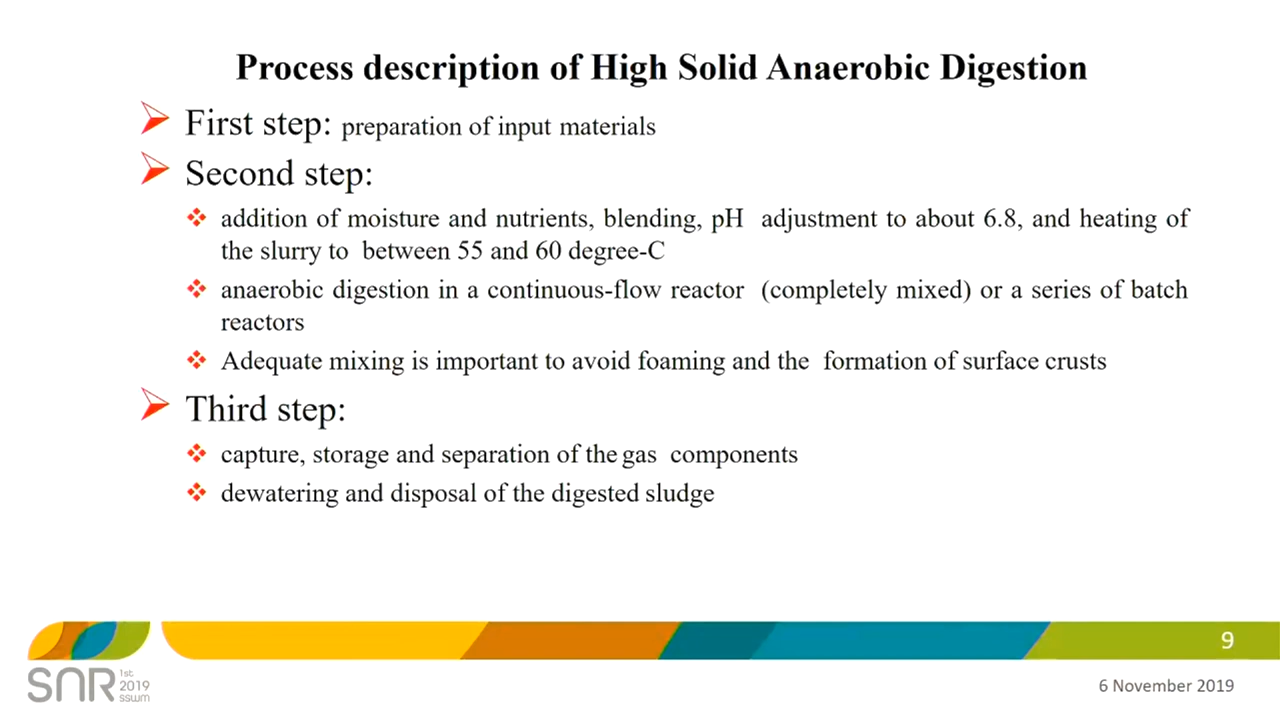 Process description of High Solid Anaerobic Digestion
First step: preparation of input materials
Second step:
addition of moisture and nutrients, blending, pH adjustment to about 6.8, and heating of
the slurry to between 55 and 60 degree-C
anaerobic digestion in a continuous-flow reactor (completely mixed) or a series of batch
reactors
Adequate mixing is important to avoid foaming and the formation of surface crusts
Third step:
capture, storage and separation of the gas components
dewatering and disposal of the digested sludge
9
SNR
1st
2019
sswm
6 November 2019